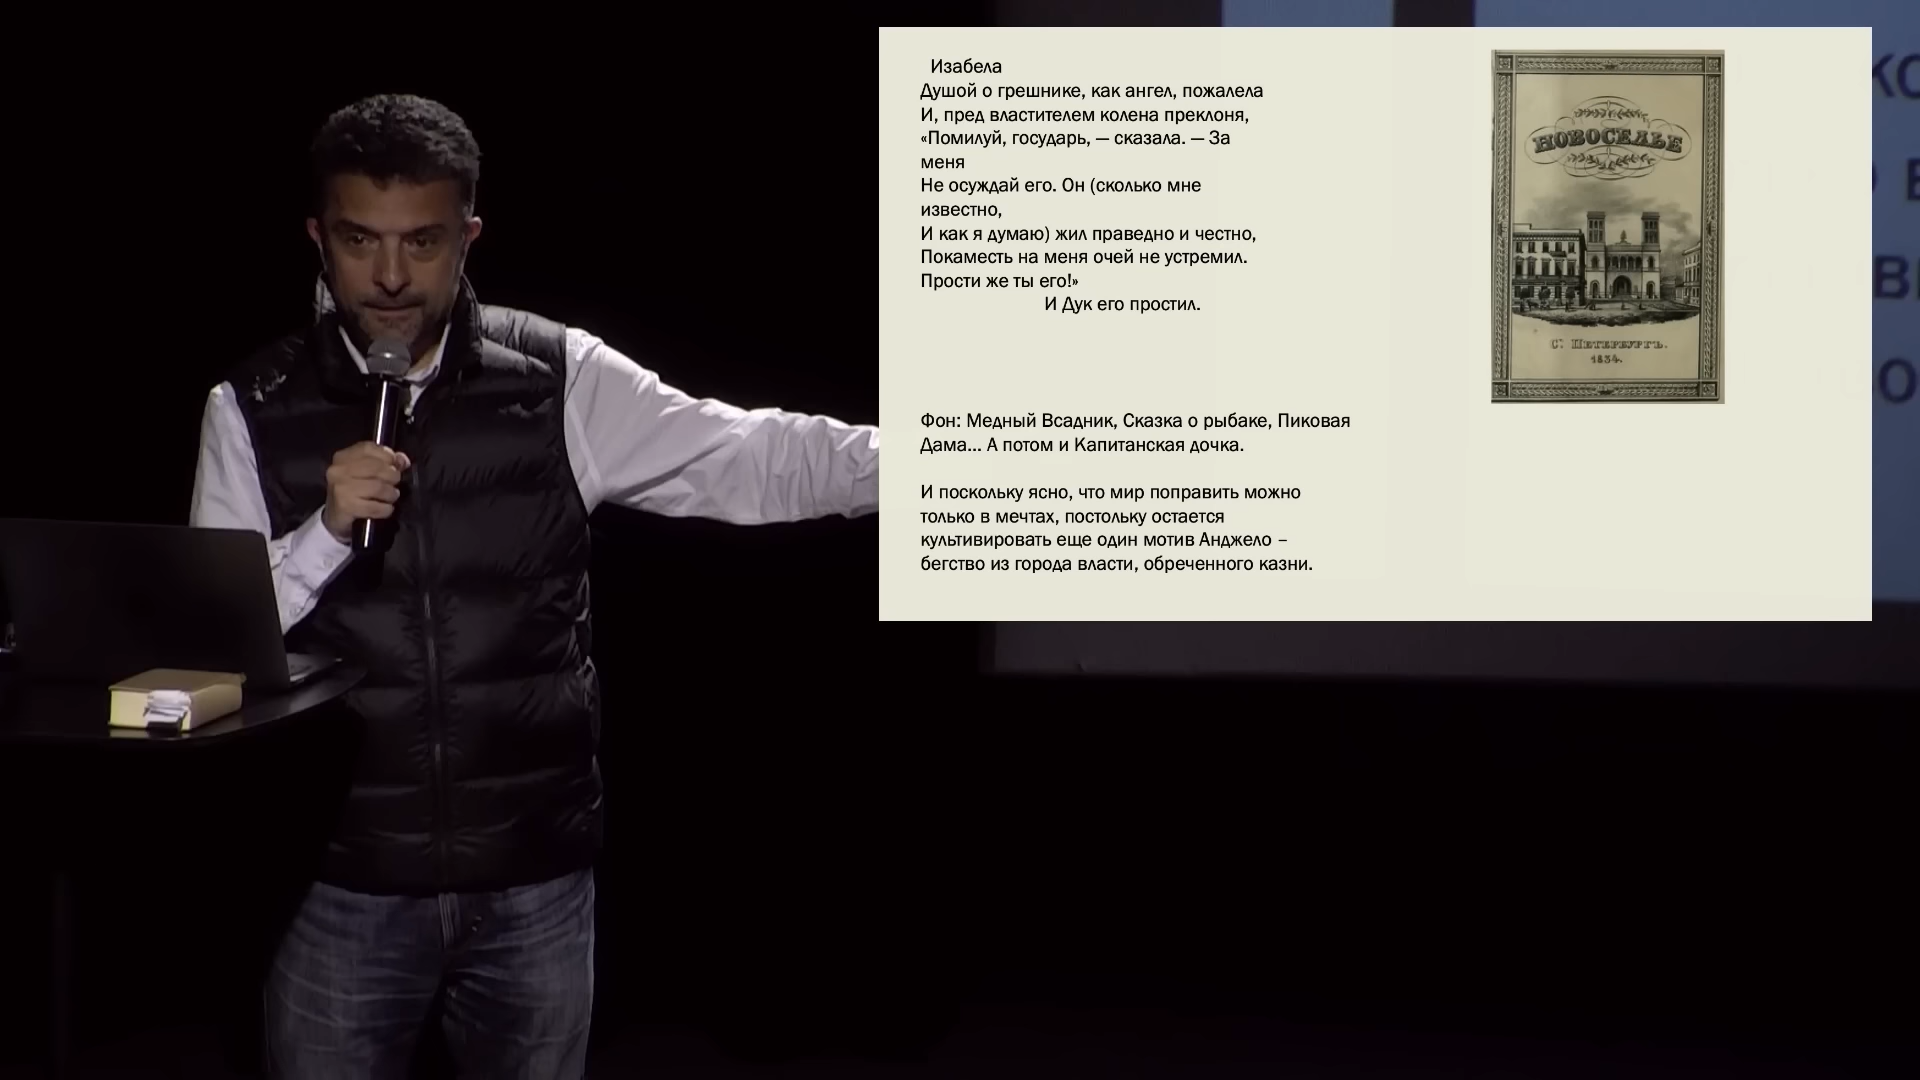 Изабела
Душой о грешнике, как ангел, пожалела
И, пред властителем колена преклоня,
«Помилуй, государь, — сказала. — За
меня
Не осуждай его. Он (сколько мне
известно,
И как я думаю) жил праведно и честно,
Покаместь на меня очей не устремил.
Прости же ты его!»
И Дук его простил.
Фон: Медный Всадник, Сказка о рыбаке, Пиковая
Дама... А потом и Капитанская дочка.
И поскольку ясно, что мир поправить можно
только в мечтах, постольку остается
культивировать еще один мотив Анджело –
бегство из города власти, обреченного казни.
НОВОСЕЛЬЕ
С. ПЕТЕРБУРГЪ.
1834.